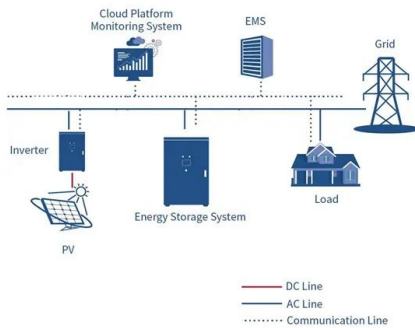 Cloud Platform
Monitoring System
EMS
Grid
Inverter
Energy Storage System
Load
PV
DC Line
AC Line
Communication Line